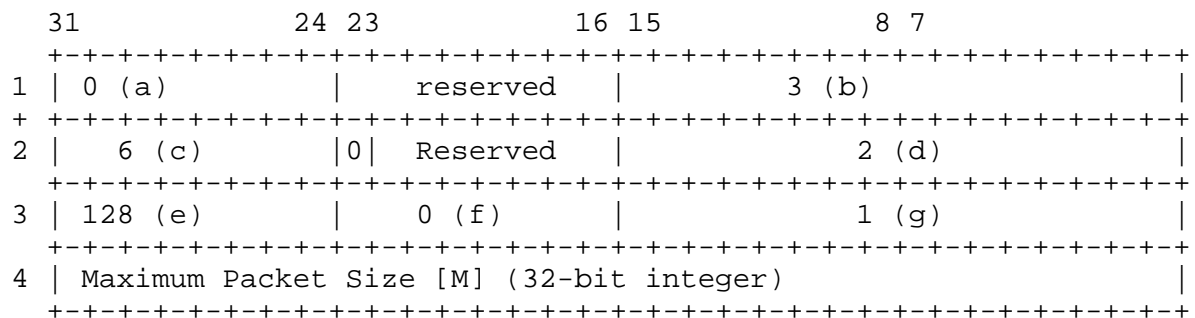 31 24 23 16 15 8 7
+-+-+-+-+-+-+-+-+-+-+-+-+-+-+-+-+-+-+-+-+-+-+-+-+-+-+-+-+-+-+-+-+
1 | 0 (a) | reserved | 3 (b) |
+ +-+-+-+-+-+-+-+-+-+-+-+-+-+-+-+-+-+-+-+-+-+-+-+-+-+-+-+-+-+-+-+-+
2 | 6 (c) |0| Reserved | 2 (d) |
+-+-+-+-+-+-+-+-+-+-+-+-+-+-+-+-+-+-+-+-+-+-+-+-+-+-+-+-+-+-+-+-+
3 | 128 (e) | 0 (f) | 1 (g) |
+-+-+-+-+-+-+-+-+-+-+-+-+-+-+-+-+-+-+-+-+-+-+-+-+-+-+-+-+-+-+-+-+
4 | Maximum Packet Size [M] (32-bit integer) |
+-+-+-+-+-+-+-+-+-+-+-+-+-+-+-+-+-+-+-+-+-+-+-+-+-+-+-+-+-+-+-+-+